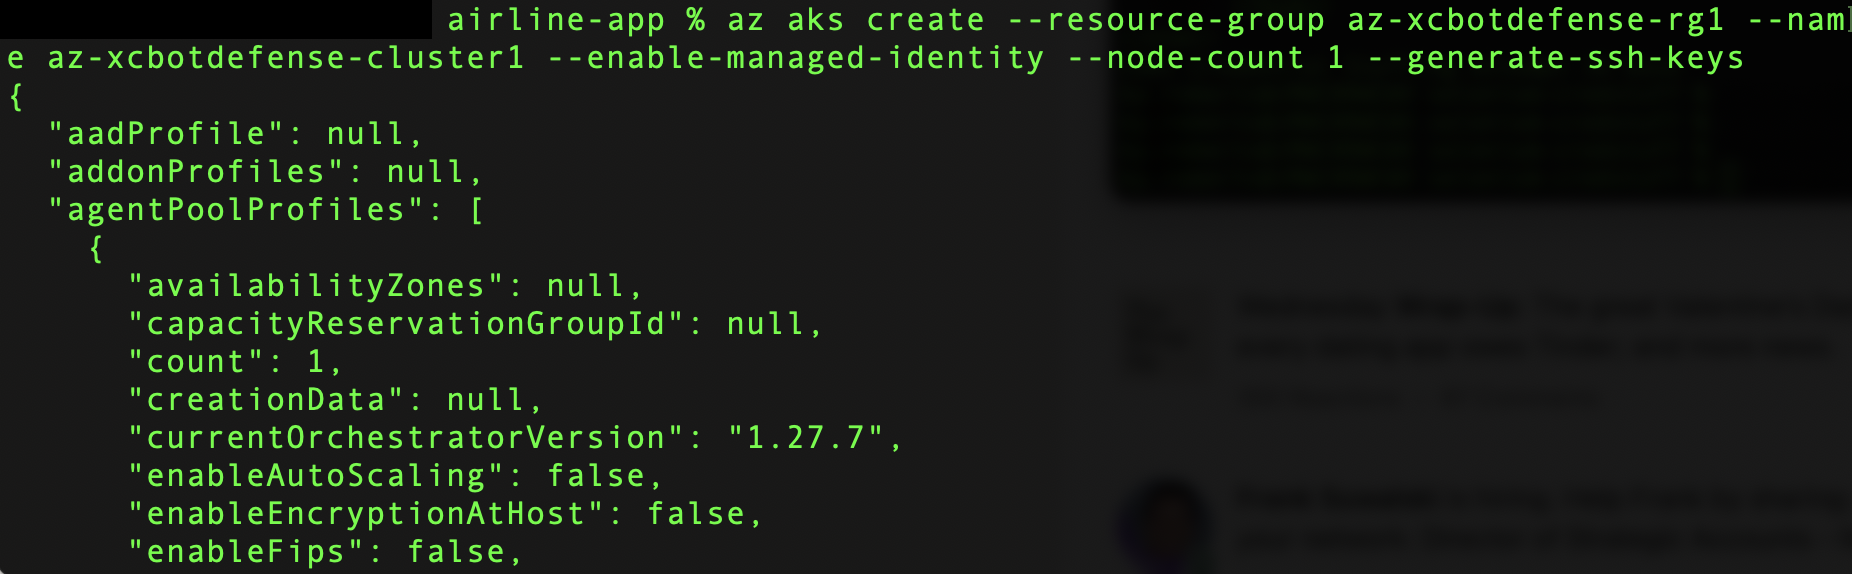 airline-app % az aks create --resource-group az-xcbotdefense-rg1 --nam
e az-xcbotdefense-cluster1 --enable-managed-identity --node-count 1 --generate-ssh-keys
{
  "aadProfile": null,
  "addonProfiles": null,
  "agentPoolProfiles": [
    {
      "availabilityZones": null,
      "capacityReservationGroupId": null,
      "count": 1,
      "creationData": null,
      "currentOrchestratorVersion": "1.27.7",
      "enableAutoScaling": false,
      "enableEncryptionAtHost": false,
      "enableFips": false,